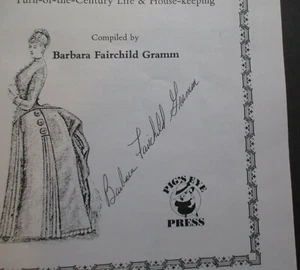 Turn-of-the-Century Life & House-keeping
Compiled by
Barbara Fairchild Gramm
Barbara Fairchild Gramm
PIG'S EYE
PRESS